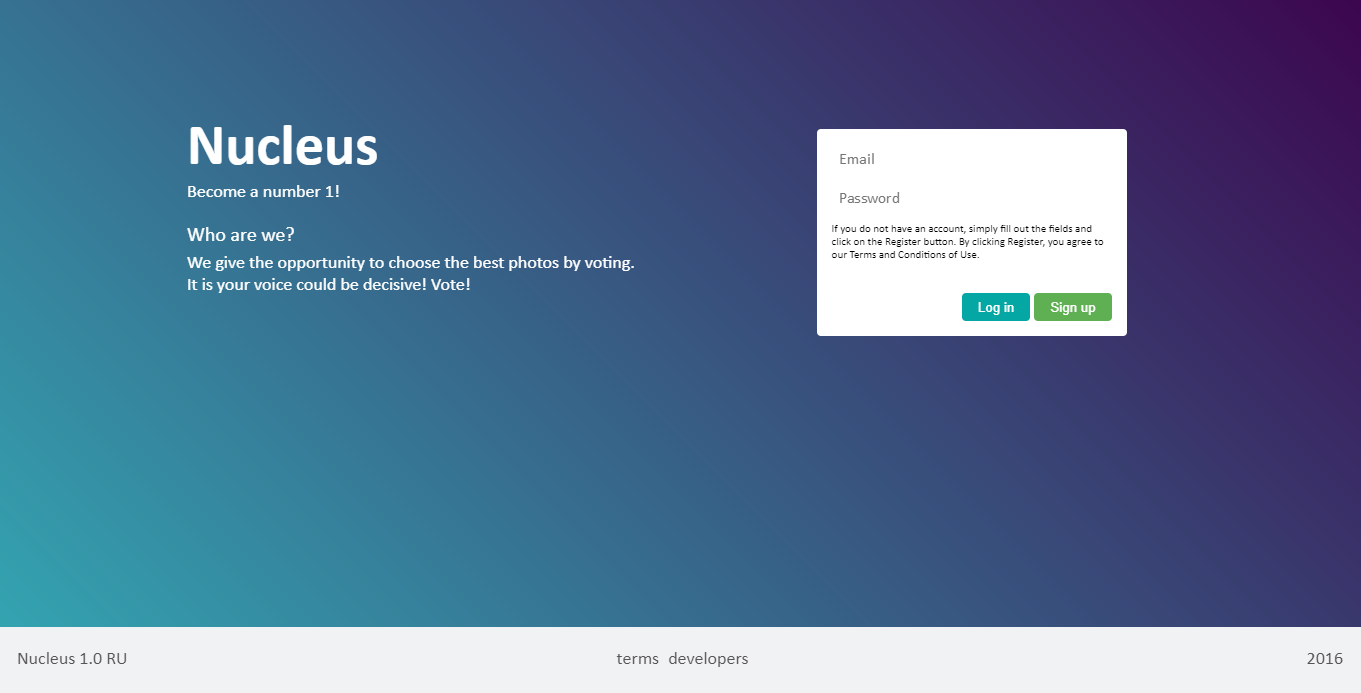 Nucleus
Become a number 1!
Who are we?
We give the opportunity to choose the best photos by voting.
It is your voice could be decisive! Vote!
Email
Password
If you do not have an account, simply fill out the fields and
click on the Register button. By clicking Register, you agree to
our Terms and Conditions of Use.
Log in Sign up
Nucleus 1.0 RU terms developers 2016